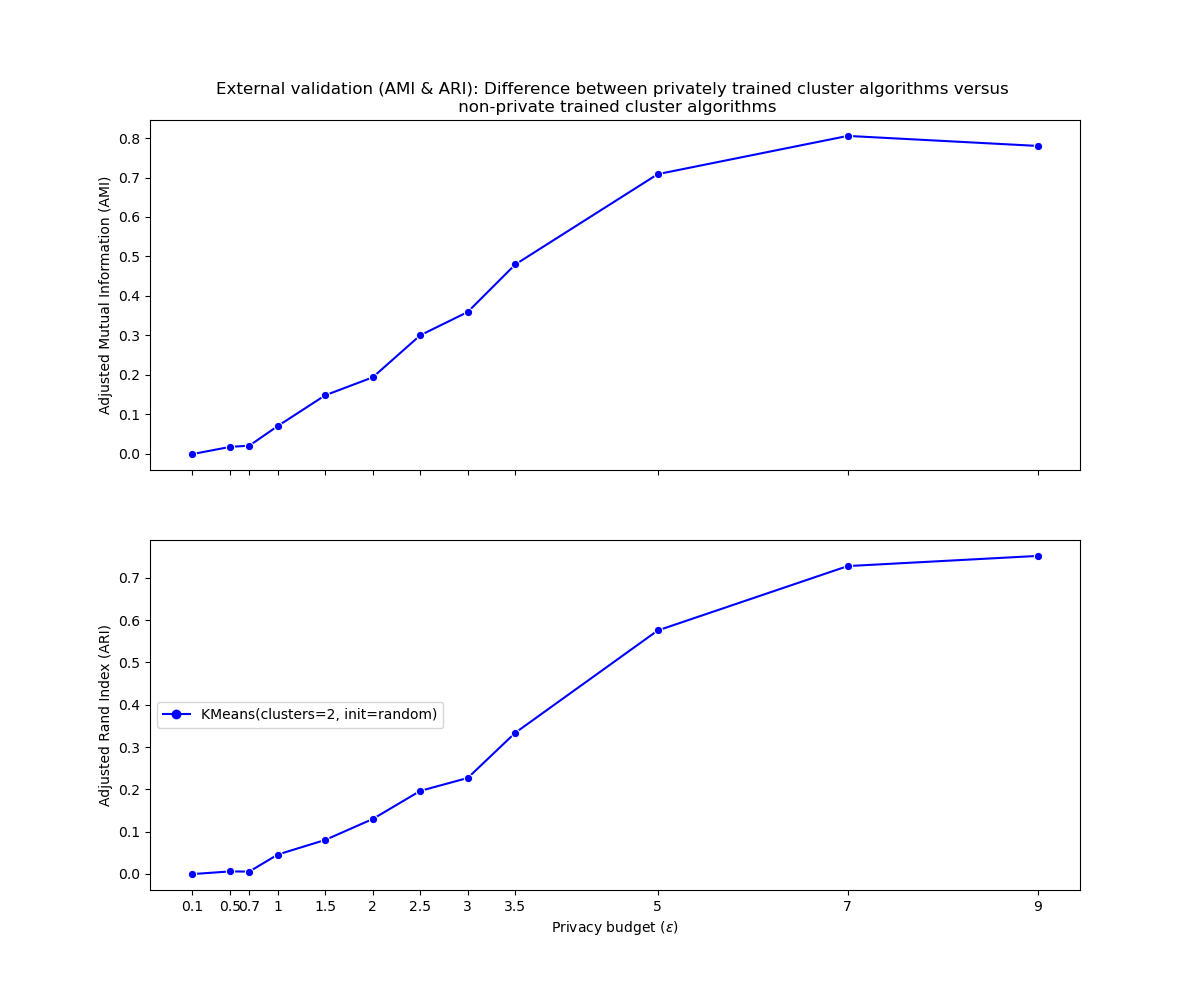 External validation (AMI & ARI): Difference between privately trained cluster algorithms versus
non-private trained cluster algorithms
Adjusted Mutual Information (AMI)
0.8
0.7
0.6
0.5
0.4
0.3
0.2
0.1
0.0
Adjusted Rand Index (ARI)
0.7
0.6
0.5
0.4
0.3
0.2
0.1
0.0
KMeans(clusters=2, init=random)
0.1 0.5 0.7 1 1.5 2 2.5 3 3.5 5 7 9
Privacy budget (ε)